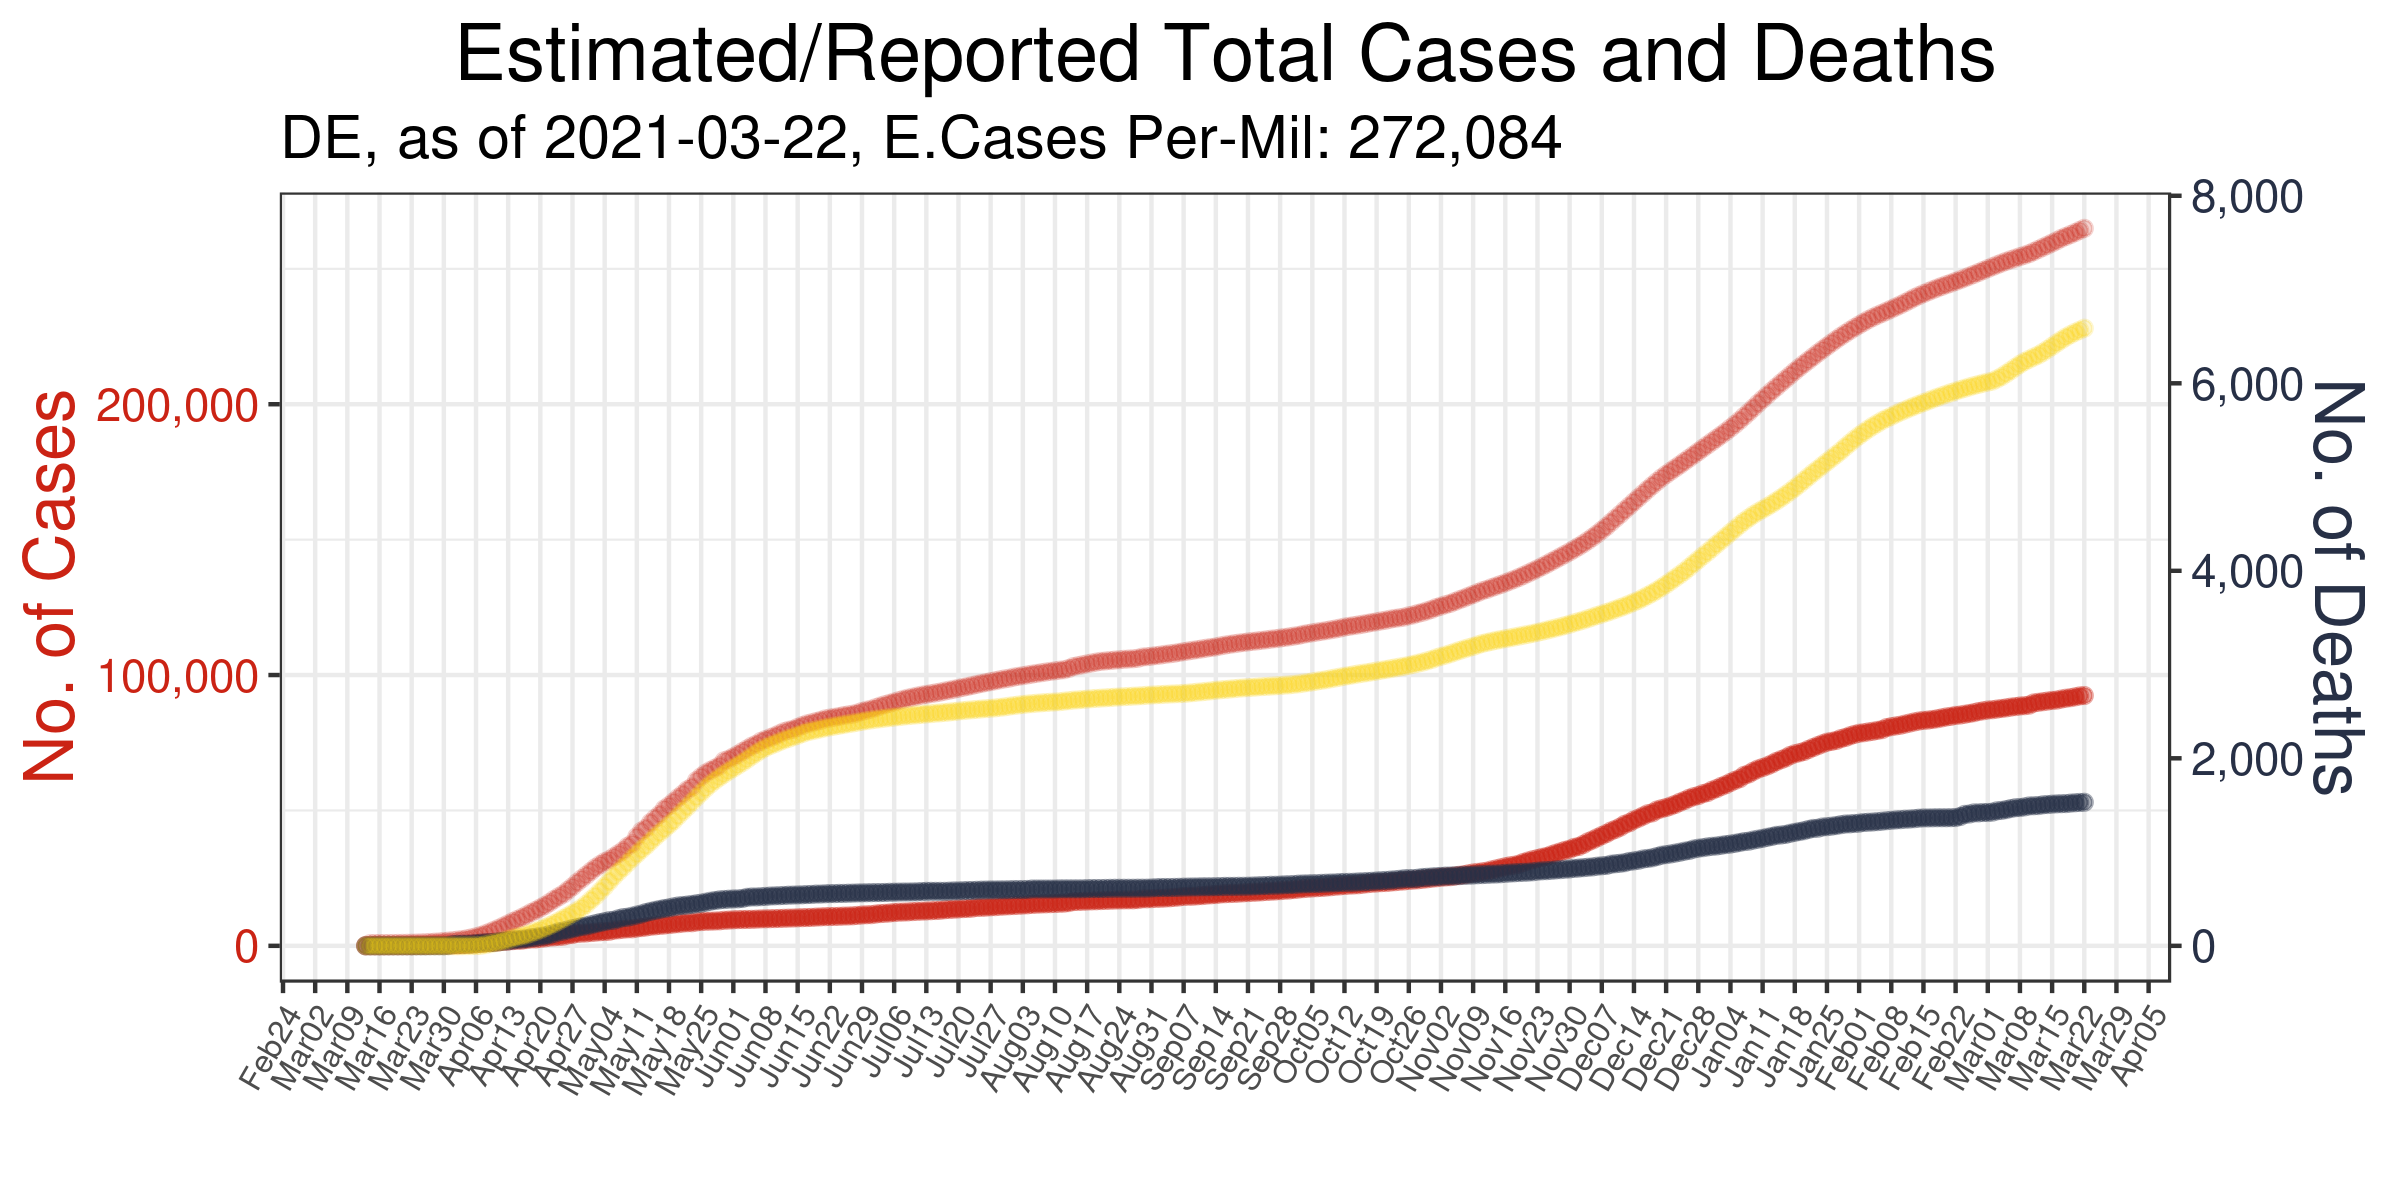 Estimated/Reported Total Cases and Deaths
DE, as of 2021-03-22, E.Cases Per-Mil: 272,084
No. of Cases
200,000
100,000
0
8,000
6,000
4,000
2,000
0
No. of Deaths
Feb24
Mar02
Mar09
Mar16
Mar23
Mar30
Apr06
Apr13
Apr20
Apr27
May04
May11
May18
May25
Jun01
Jun08
Jun15
Jun22
Jun29
Jul06
Jul13
Jul20
Jul27
Aug03
Aug10
Aug17
Aug24
Aug31
Sep07
Sep14
Sep21
Sep28
Oct05
Oct12
Oct19
Oct26
Nov02
Nov09
Nov16
Nov23
Nov30
Dec07
Dec14
Dec21
Dec28
Jan04
Jan11
Jan18
Jan25
Feb01
Feb08
Feb15
Feb22
Mar01
Mar08
Mar15
Mar22
Mar29
Apr05